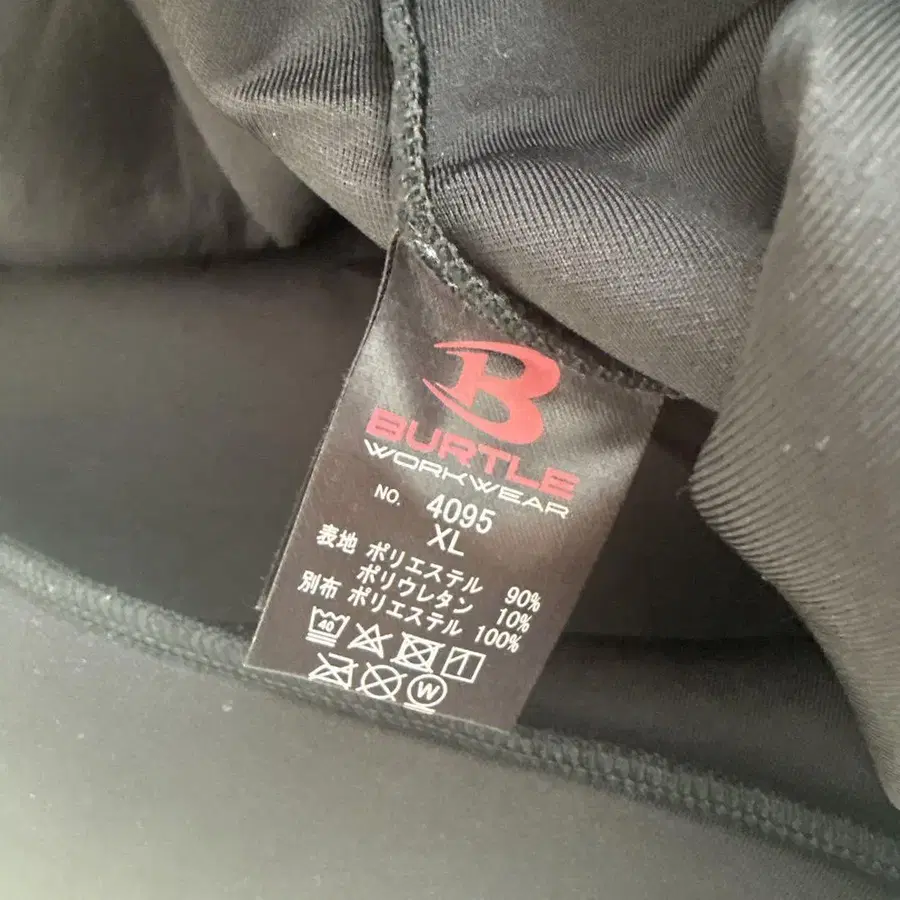 B
BURTLE
WORKWEAR
NO. 4095
XL
表地 ポリエステル 90%
ポリウレタン 10%
別布 ポリエステル 100%
40
W